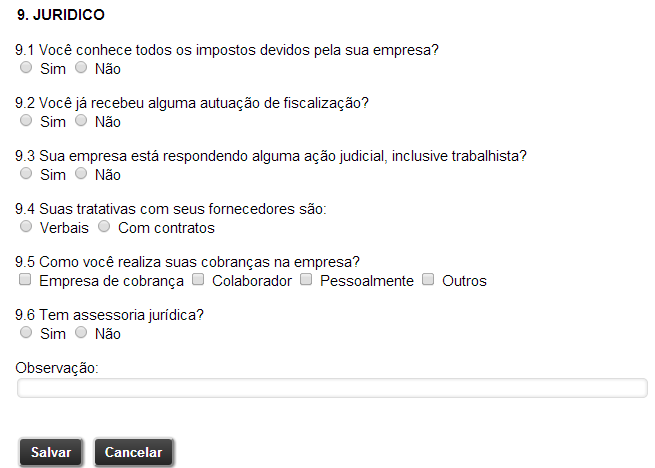 9. JURIDICO
9.1 Você conhece todos os impostos devidos pela sua empresa?
Sim Não
9.2 Você já recebeu alguma autuação de fiscalização?
Sim Não
9.3 Sua empresa está respondendo alguma ação judicial, inclusive trabalhista?
Sim Não
9.4 Suas tratativas com seus fornecedores são:
Verbais Com contratos
9.5 Como você realiza suas cobranças na empresa?
Empresa de cobrança Colaborador Pessoalmente Outros
9.6 Tem assessoria jurídica?
Sim Não
Observação:
Salvar Cancelar